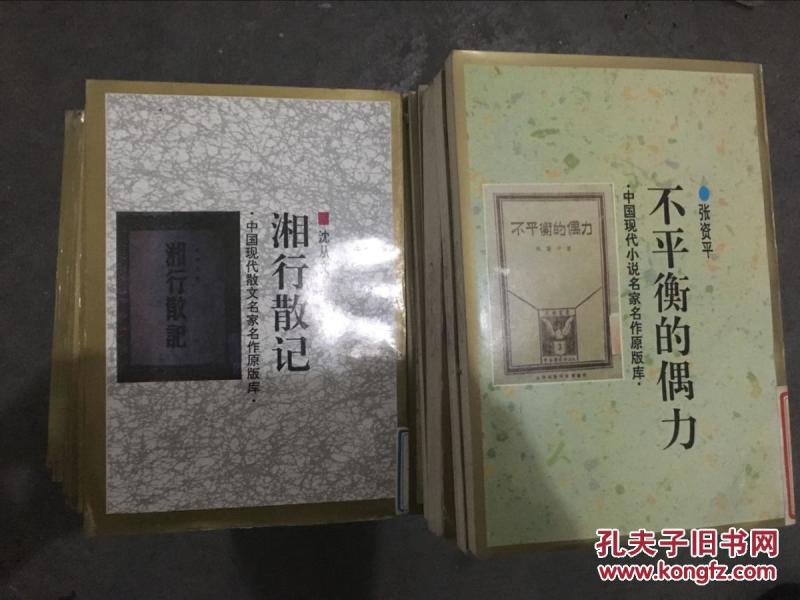 沈从
湘行散记
·中国现代散文名家名作原版库·
湘行散記
张资平
不平衡的偶力
·中国现代小说名家名作原版库·
不平衡的偶力
孔夫子旧书网
www.kongfz.com